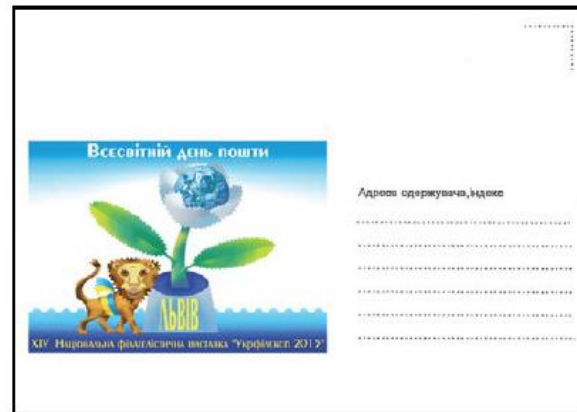 Всесвітній день пошти
Адреса одержувача, індекс
ЛЬВІВ
XIV Національна філателістична виставка "Укрфілексп 2012"